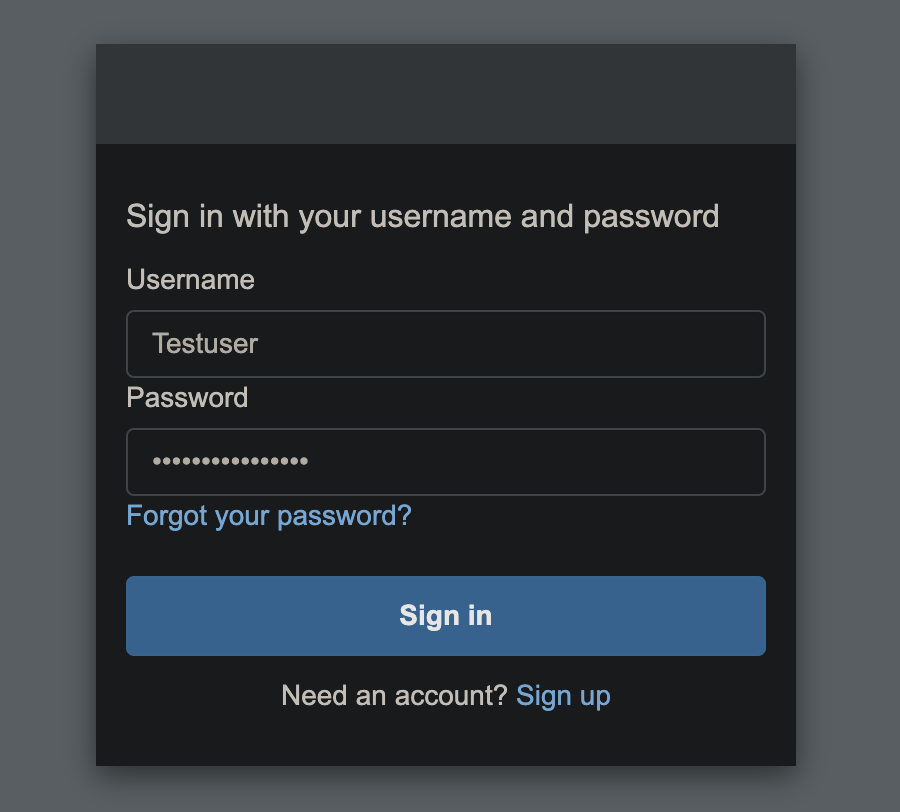 Sign in with your username and password
Username
Testuser
Password
••••••••••••••••
Forgot your password?
Sign in
Need an account? Sign up